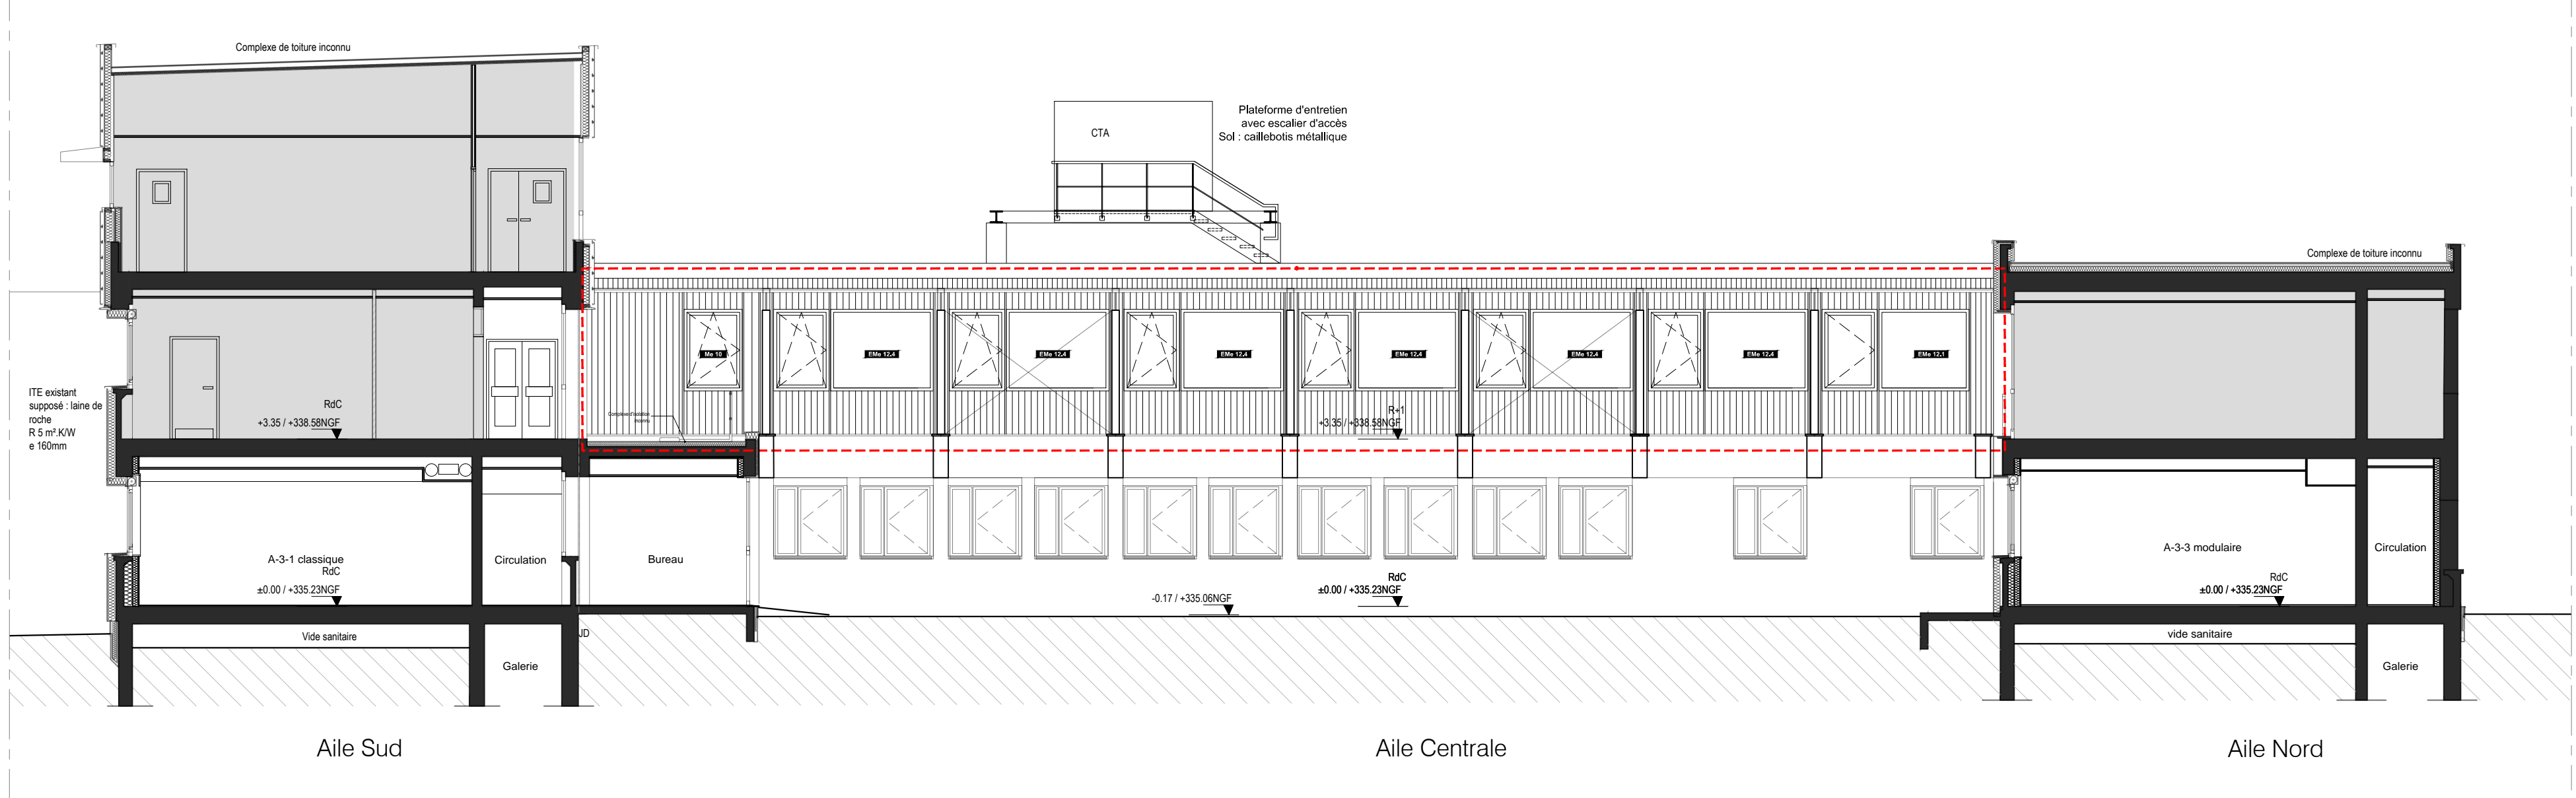 Complexe de toiture inconnu
Plateforme d'entretien
avec escalier d'accès
Sol : caillebotis métallique
CTA
Complexe de toiture inconnu
Me 10
EMe 12.4
EMe 12.4
EMe 12.4
EMe 12.4
EMe 12.4
EMe 12.4
EMe 12.1
ITE existant
supposé : laine de
roche
R 5 m².K/W
e 160mm
RdC
+3.35 / +338.58NGF
Complexe d'isolation
inconnu
R+1
+3.35 / +338.58NGF
A-3-1 classique
RdC
±0.00 / +335.23NGF
Circulation
Bureau
-0.17 / +335.06NGF
RdC
±0.00 / +335.23NGF
A-3-3 modulaire
RdC
±0.00 / +335.23NGF
Circulation
Vide sanitaire
JD
Galerie
vide sanitaire
Galerie
Aile Sud
Aile Centrale
Aile Nord